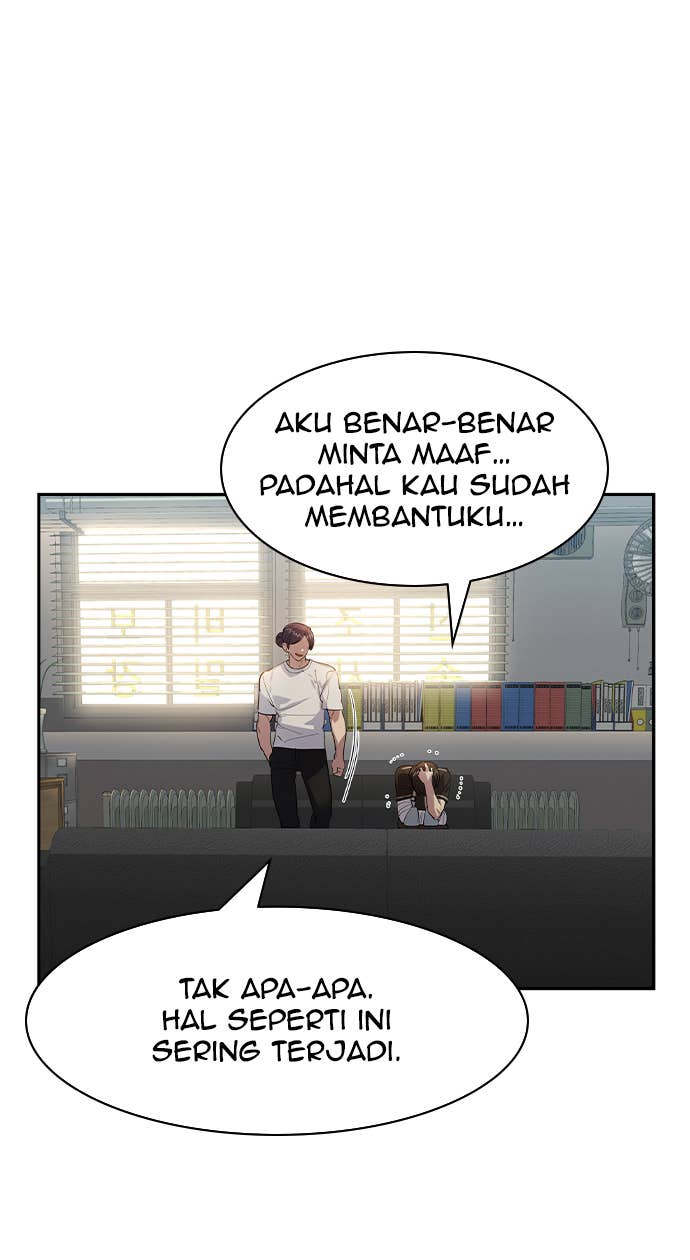 AKU BENAR-BENAR
MINTA MAAF...
PADAHAL KAU SUDAH
MEMBANTUKU...
TAK APA-APA.
HAL SEPERTI INI
SERING TERJADI.